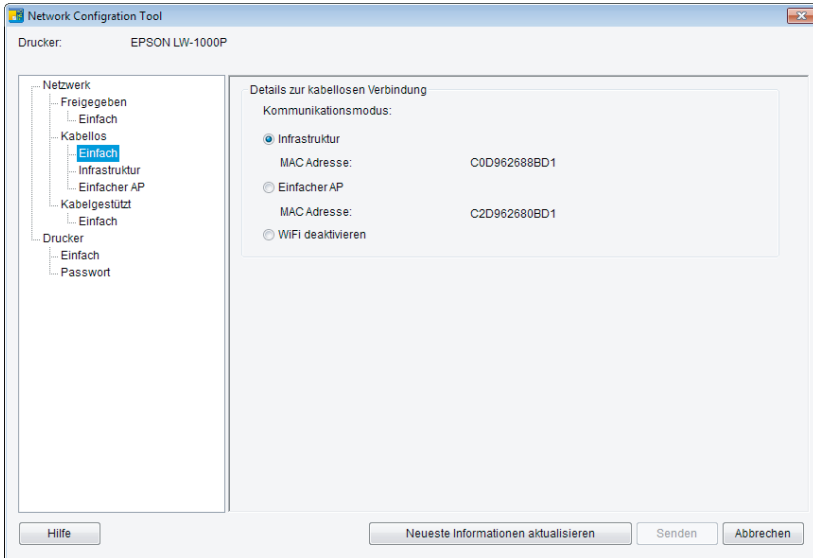 Network Configration Tool
Drucker: EPSON LW-1000P
Netzwerk
Freigegeben
Einfach
Kabellos
Einfach
Infrastruktur
Einfacher AP
Kabelgestützt
Einfach
Drucker
Einfach
Passwort
Details zur kabellosen Verbindung
Kommunikationsmodus:
Infrastruktur
MAC Adresse: C0D962688BD1
Einfacher AP
MAC Adresse: C2D962680BD1
WiFi deaktivieren
Hilfe Neueste Informationen aktualisieren Senden Abbrechen